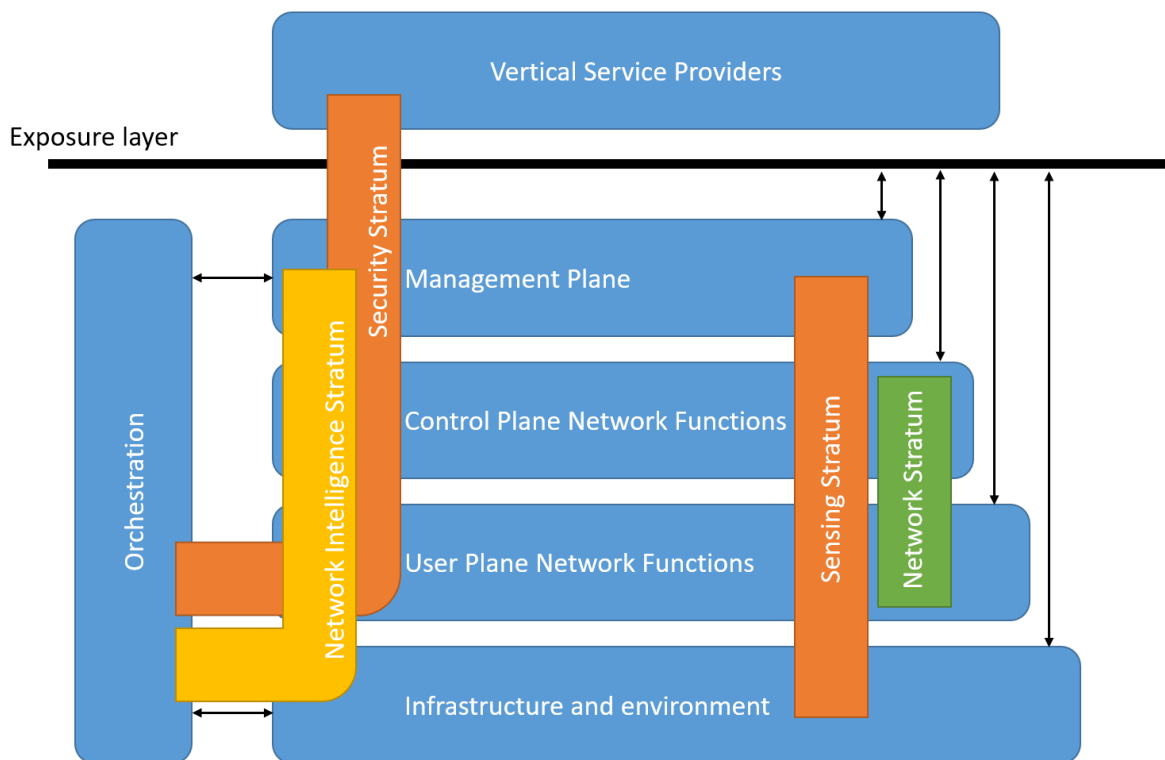 Vertical Service Providers
Exposure layer
Security Stratum
Management Plane
Network Intelligence Stratum
Control Plane Network Functions
Sensing Stratum
Network Stratum
Orchestration
User Plane Network Functions
Infrastructure and environment